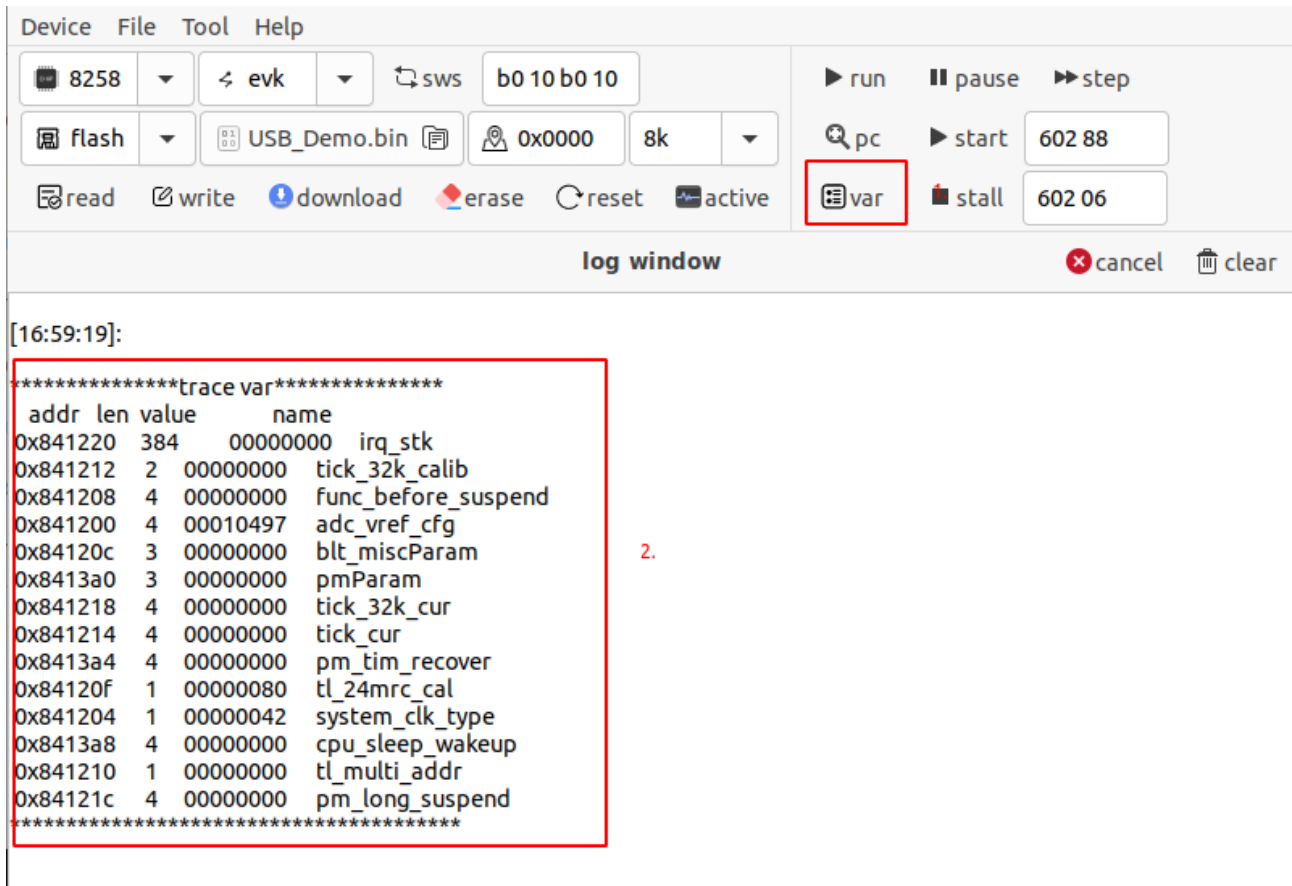 Device File Tool Help
8258 evk sws b0 10 b0 10 run pause step
flash USB_Demo.bin 0x0000 8k pc start 602 88
read write download erase reset active var stall 602 06
log window cancel clear
[16:59:19]:
***************trace var***************
addr len value name
0x841220 384 00000000 irq_stk
0x841212 2 00000000 tick_32k_calib
0x841208 4 00000000 func_before_suspend
0x841200 4 00010497 adc_vref_cfg
0x84120c 3 00000000 blt_miscParam
2.
0x8413a0 3 00000000 pmParam
0x841218 4 00000000 tick_32k_cur
0x841214 4 00000000 tick_cur
0x8413a4 4 00000000 pm_tim_recover
0x84120f 1 00000080 tl_24mrc_cal
0x841204 1 00000042 system_clk_type
0x8413a8 4 00000000 cpu_sleep_wakeup
0x841210 1 00000000 tl_multi_addr
0x84121c 4 00000000 pm_long_suspend
****************************************